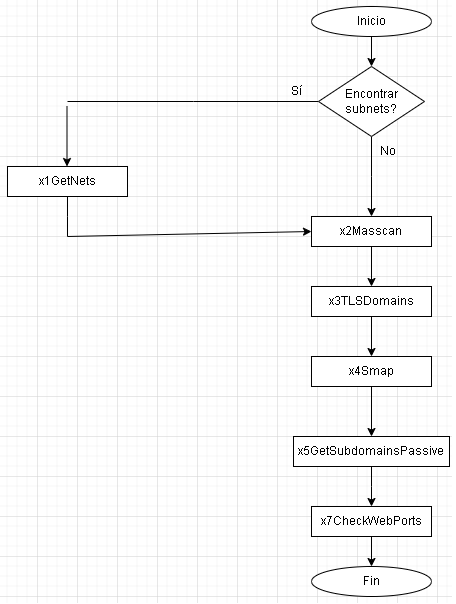 Inicio
Encontrar
subnets?
Sí
No
x1GetNets
x2Masscan
x3TLSDomains
x4Smap
x5GetSubdomainsPassive
x7CheckWebPorts
Fin